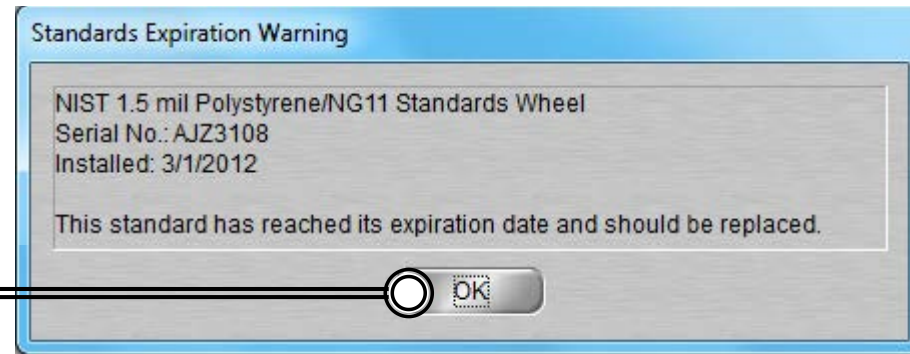 Standards Expiration Warning
NIST 1.5 mil Polystyrene/NG11 Standards Wheel
Serial No.: AJZ3108
Installed: 3/1/2012
This standard has reached its expiration date and should be replaced.
OK